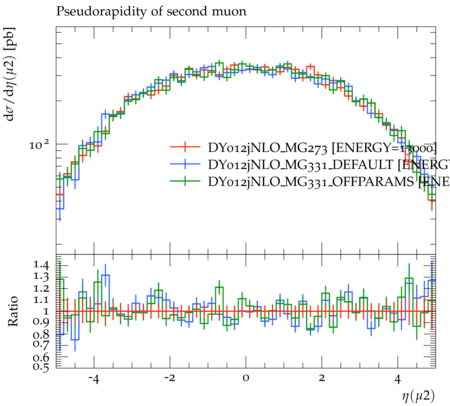 Pseudorapidity of second muon
dσ/dη(μ2) [pb]
10²
DY012jNLO_MG273 [ENERGY=13000]
DY012jNLO_MG331_DEFAULT [ENERG
DY012jNLO_MG331_OFFPARAMS [ENE
Ratio
1.4
1.3
1.2
1.1
1
0.9
0.8
0.7
0.6
0.5
-4 -2 0 2 4
η(μ2)